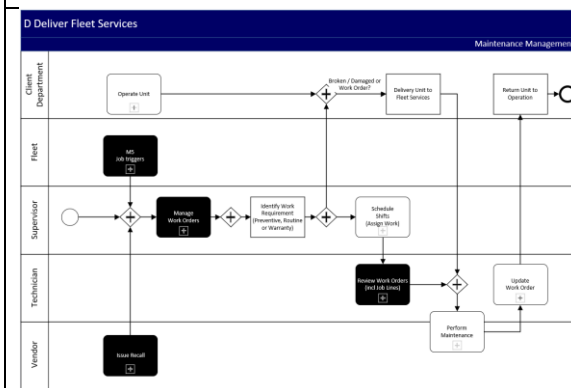 D Deliver Fleet Services
Maintenance Management
Client
Department
Operate Unit
Broken / Damaged or
Work Order?
Delivery Unit to
Fleet Services
Return Unit to
Operation
Fleet
M5
Job triggers
Supervisor
Manage
Work Orders
Identify Work
Requirement
(Preventive, Routine
or Warranty)
Schedule
Shifts
(Assign Work)
Technician
Review Work Orders
(incl Job Lines)
Update
Work Order
Vendor
Issue Recall
Perform
Maintenance